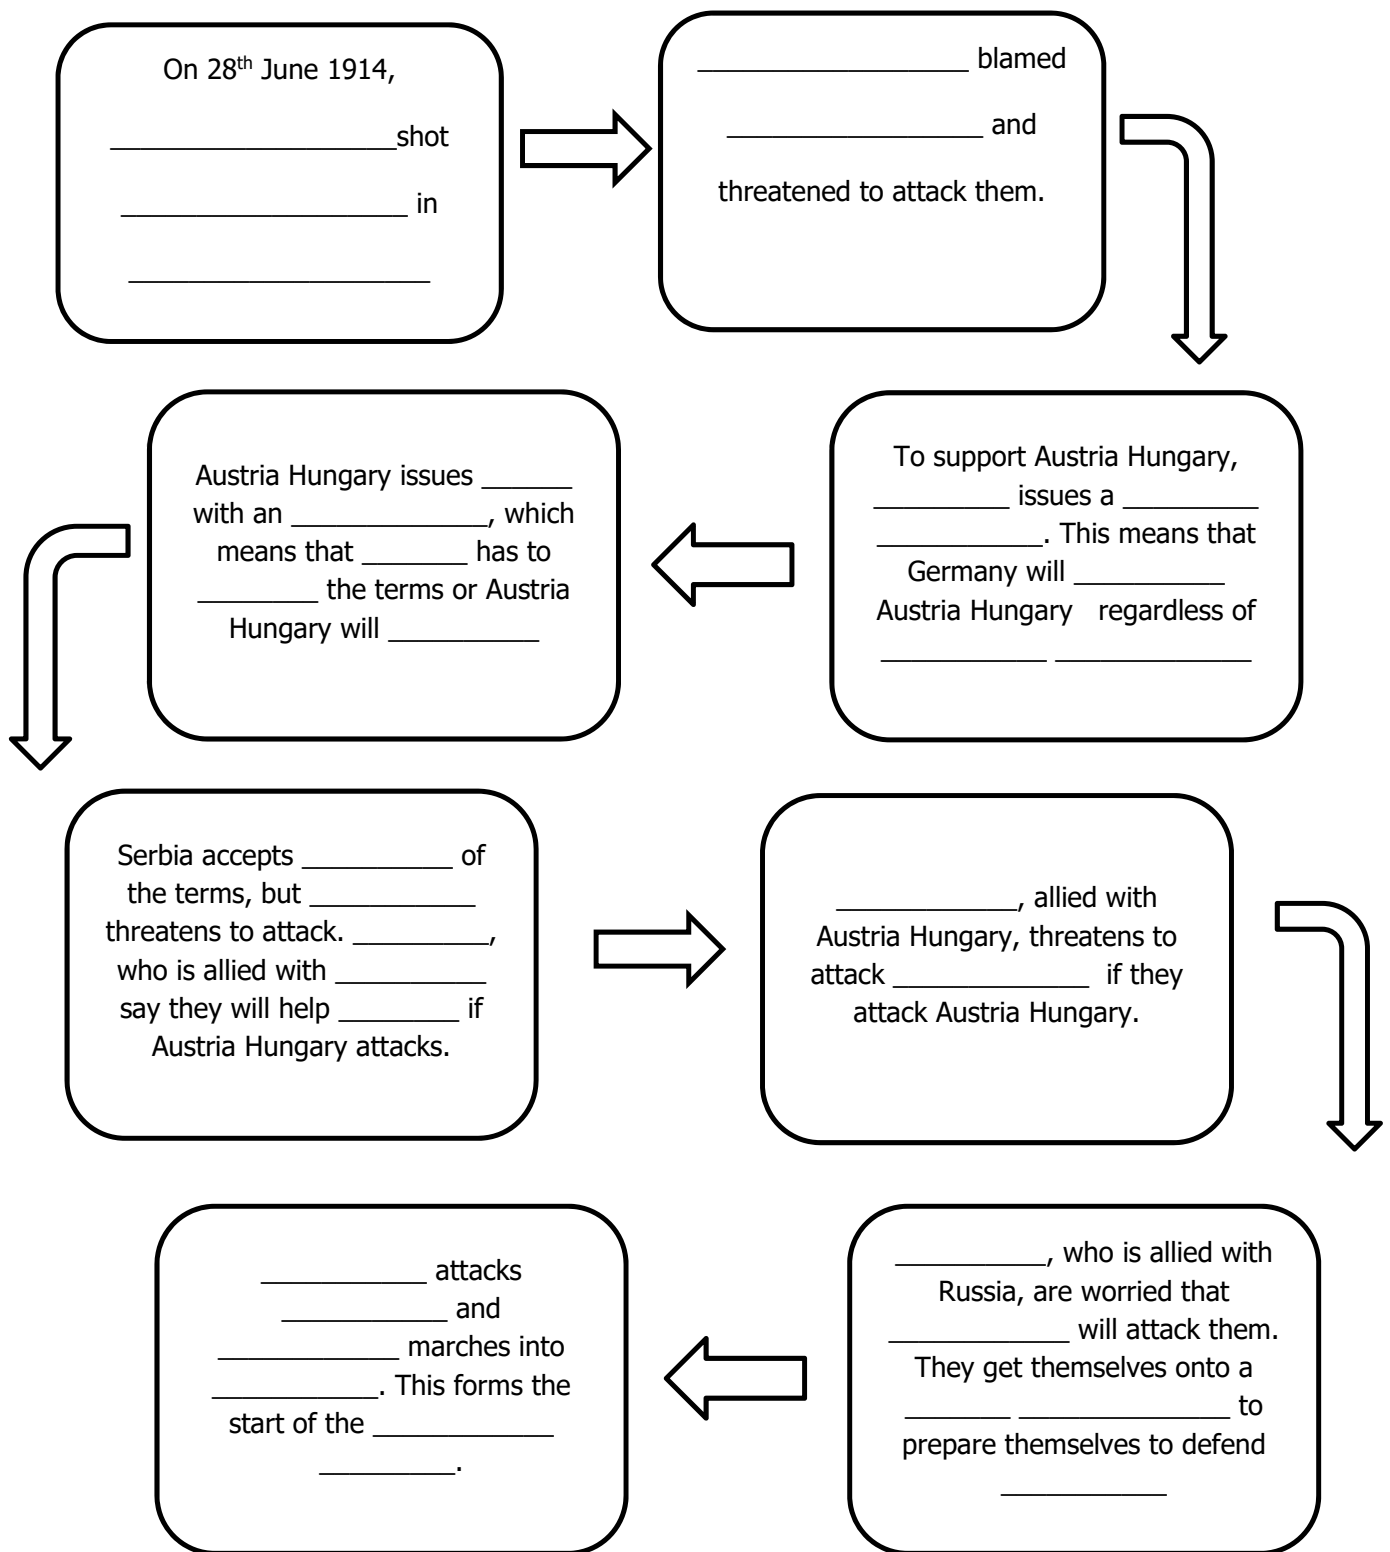 On 28th June 1914,
___________________shot
___________________ in
____________________
__________________ blamed
_________________ and
threatened to attack them.
To support Austria Hungary,
_________ issues a _________
___________. This means that
Germany will __________
Austria Hungary regardless of
___________ _____________
Austria Hungary issues ______
with an _____________, which
means that _______ has to
________ the terms or Austria
Hungary will __________
Serbia accepts __________ of
the terms, but ___________
threatens to attack. _________,
who is allied with __________
say they will help ________ if
Austria Hungary attacks.
____________, allied with
Austria Hungary, threatens to
attack _____________ if they
attack Austria Hungary.
__________, who is allied with
Russia, are worried that
____________ will attack them.
They get themselves onto a
_______ ______________ to
prepare themselves to defend
___________
___________ attacks
___________ and
____________ marches into
___________. This forms the
start of the ____________
_________.